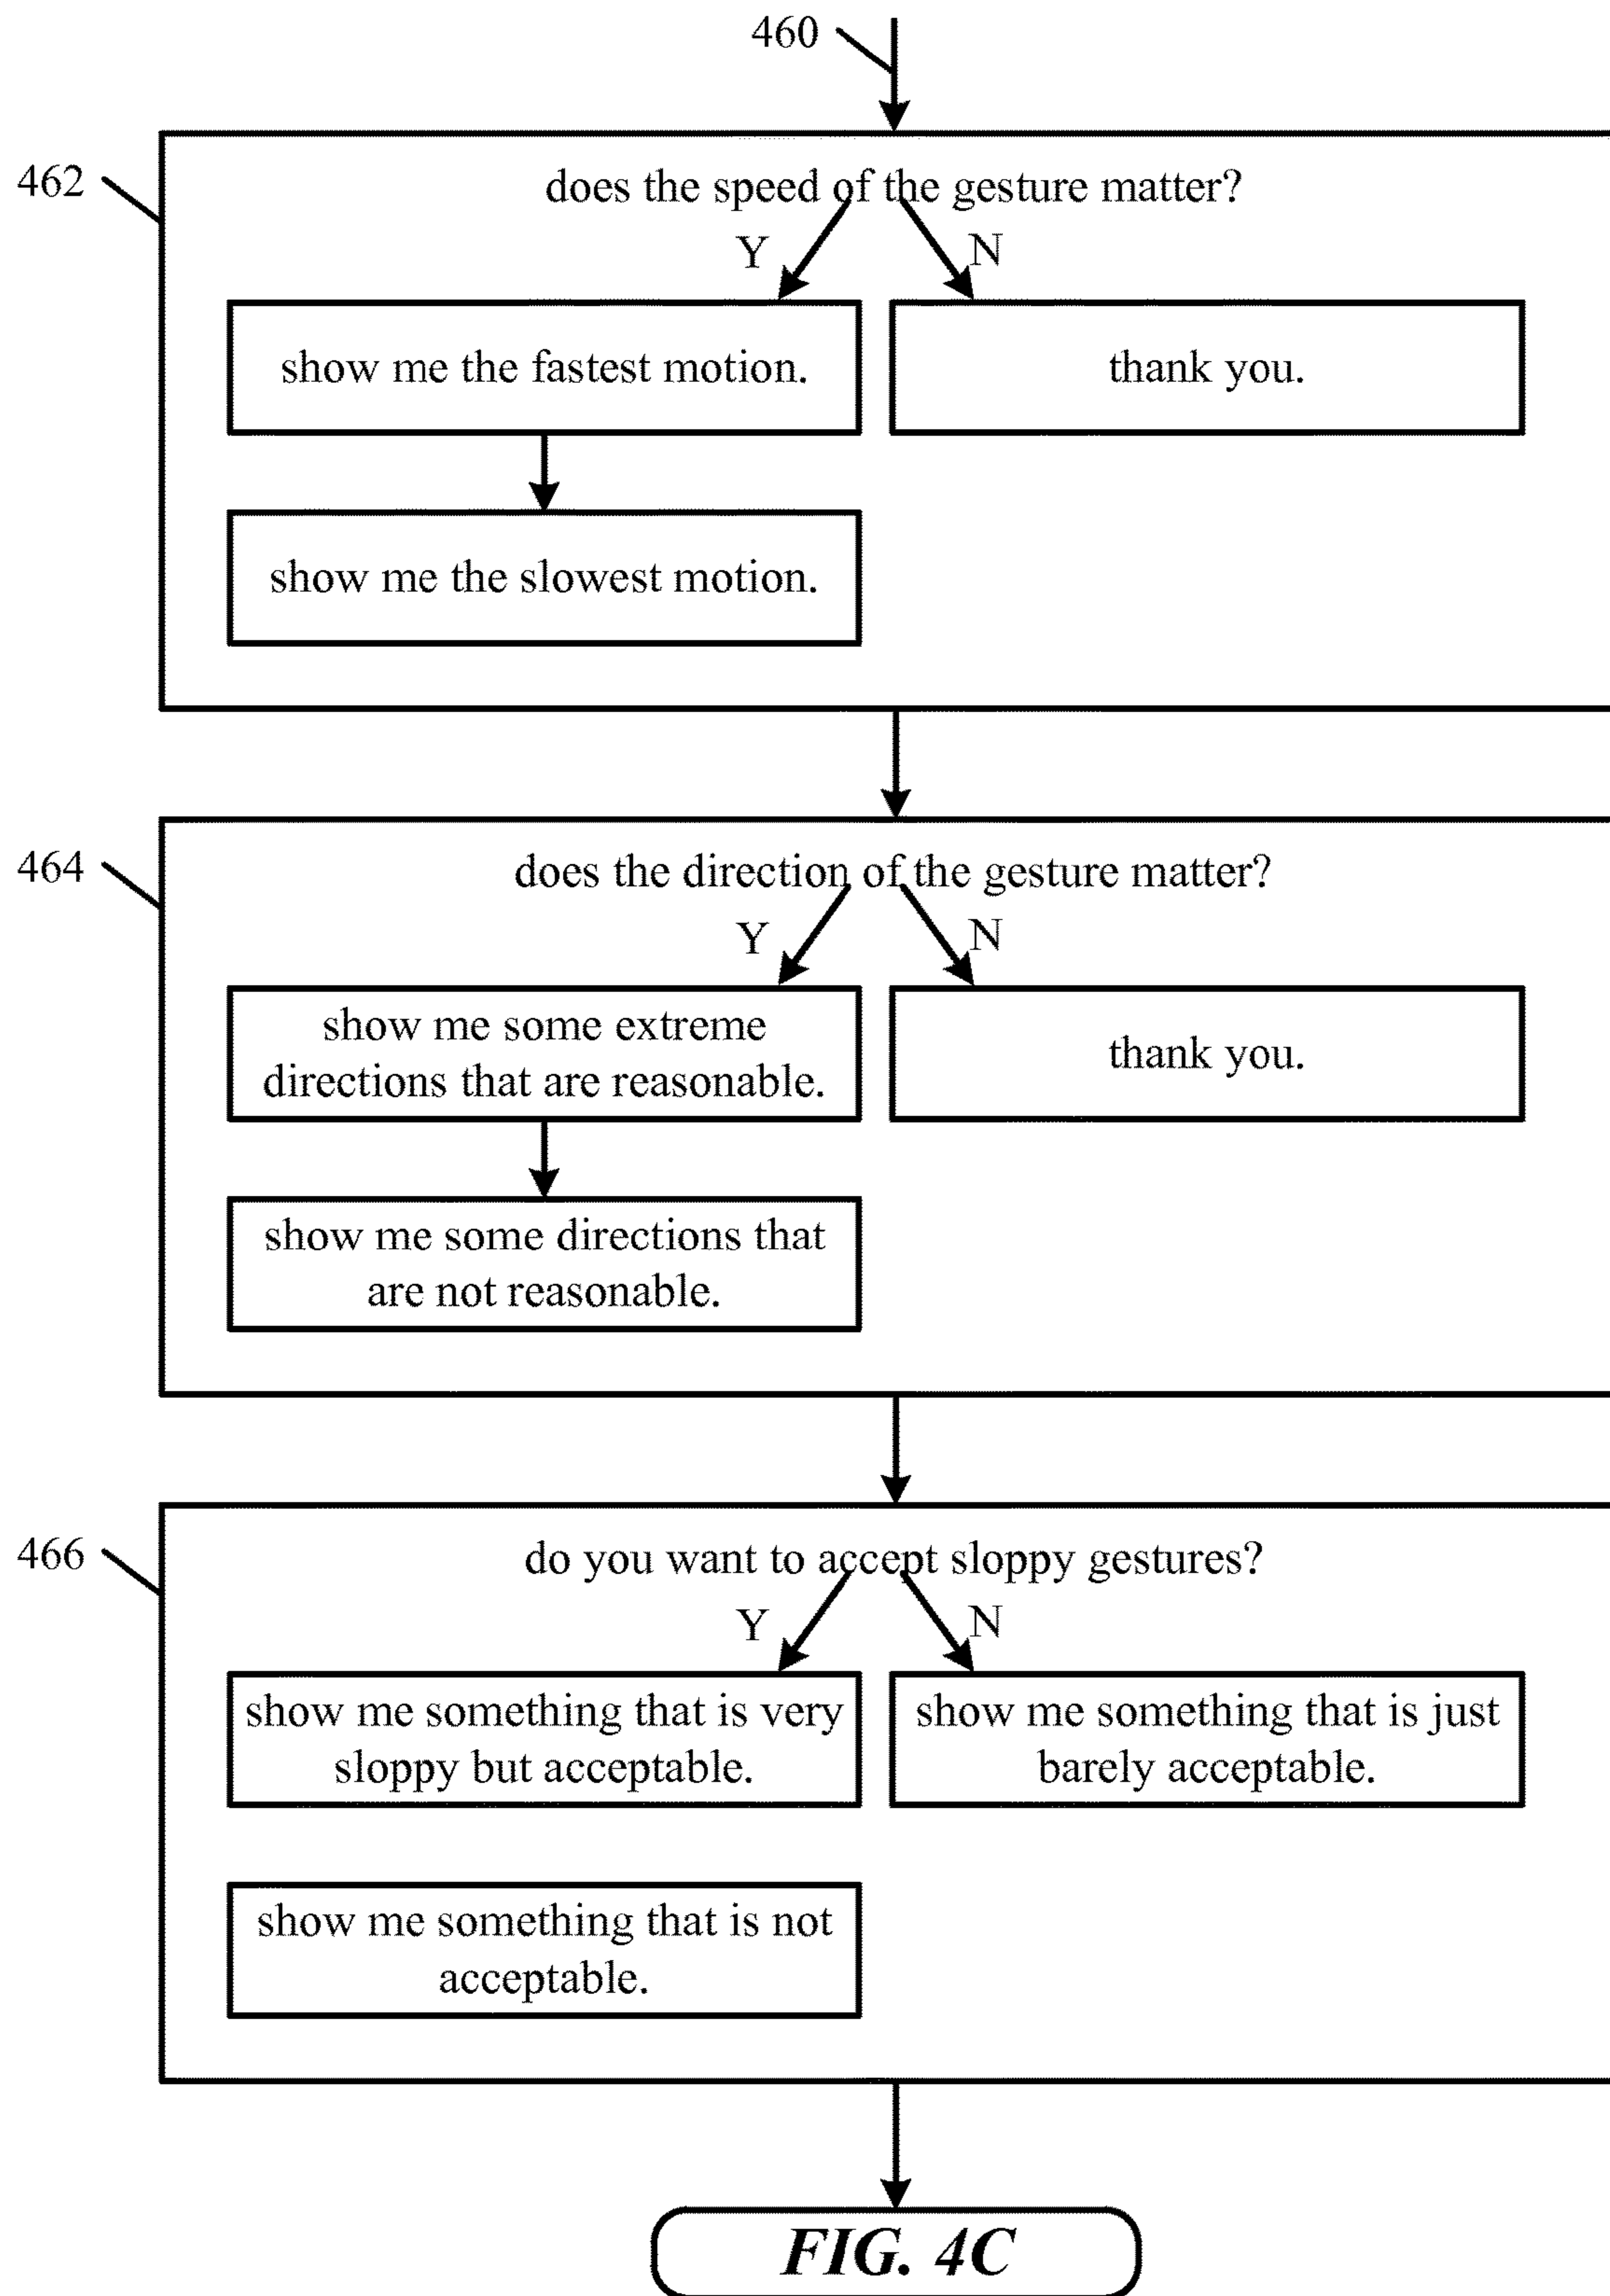 460
462
does the speed of the gesture matter?
Y
N
show me the fastest motion.
thank you.
show me the slowest motion.
464
does the direction of the gesture matter?
Y
N
show me some extreme
directions that are reasonable.
thank you.
show me some directions that
are not reasonable.
466
do you want to accept sloppy gestures?
Y
N
show me something that is very
sloppy but acceptable.
show me something that is just
barely acceptable.
show me something that is not
acceptable.
FIG. 4C